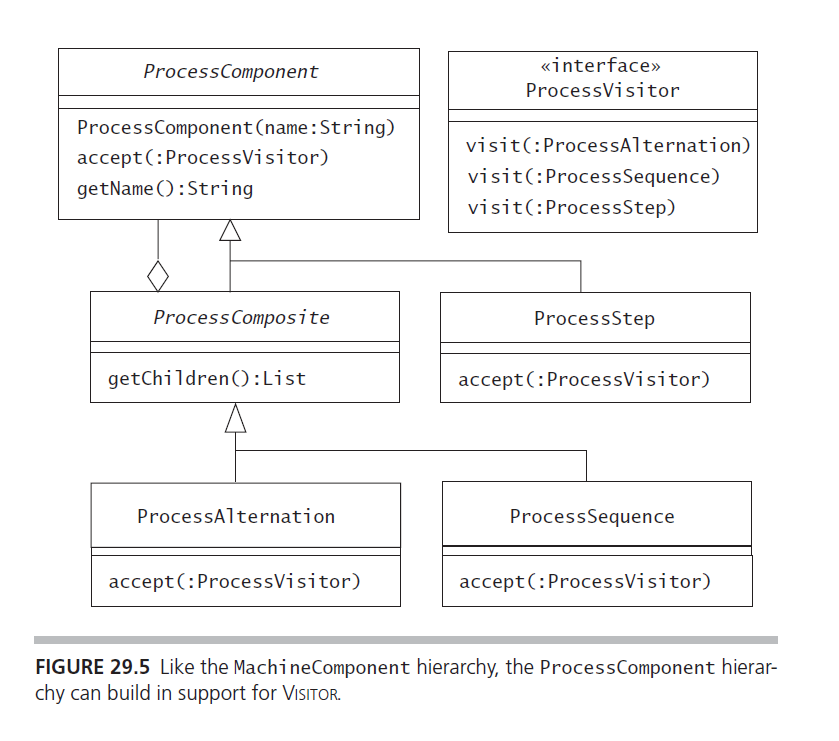 ProcessComponent
ProcessComponent(name:String)
accept(:ProcessVisitor)
getName():String
«interface»
ProcessVisitor
visit(:ProcessAlternation)
visit(:ProcessSequence)
visit(:ProcessStep)
ProcessComposite
getChildren():List
ProcessStep
accept(:ProcessVisitor)
ProcessAlternation
accept(:ProcessVisitor)
ProcessSequence
accept(:ProcessVisitor)
FIGURE 29.5 Like the MachineComponent hierarchy, the ProcessComponent hierar-
chy can build in support for VISITOR.